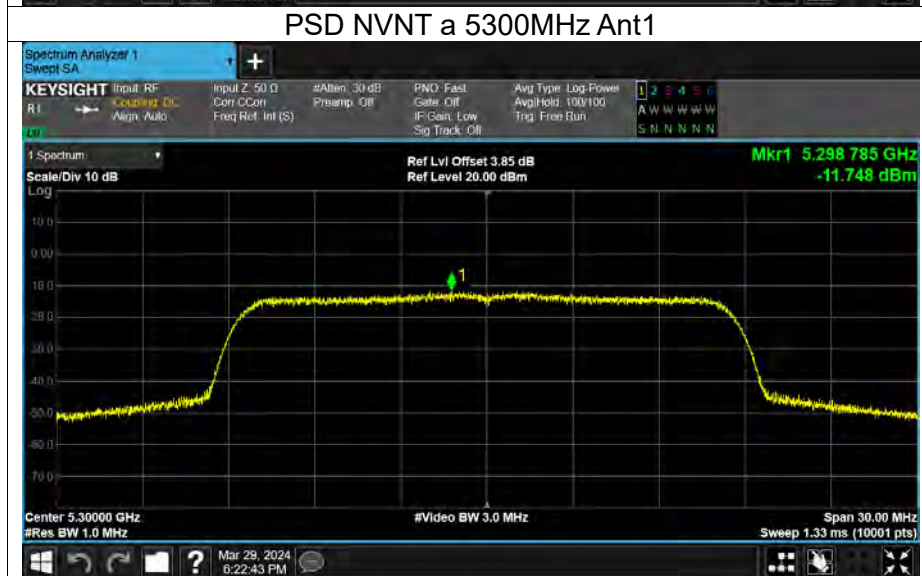 PSD NVNT a 5300MHz Ant1
Spectrum Analyzer 1
Swept SA
+
KEYSIGHT Input: RF
Coupling: DC
Align: Auto
Input Z: 50 Ω
Corr CCorr
Freq Ref: Int (S)
#Atten: 30 dB
Preamp: Off
PNO: Fast
Gate: Off
IF Gain: Low
Sig Track: Off
Avg Type: Log-Power
Avg|Hold: 100/100
Trig: Free Run
1 2 3 4 5 6
A W W W W W
S N N N N N
1 Spectrum
Scale/Div 10 dB
Ref Lvl Offset 3.85 dB
Ref Level 20.00 dBm
Mkr1 5.298 785 GHz
-11.748 dBm
Log
10.0
0.00
-10.0
-20.0
-30.0
-40.0
-50.0
-60.0
-70.0
1
Center 5.30000 GHz
#Res BW 1.0 MHz
#Video BW 3.0 MHz
Span 30.00 MHz
Sweep 1.33 ms (10001 pts)
?
Mar 29, 2024
6:22:43 PM